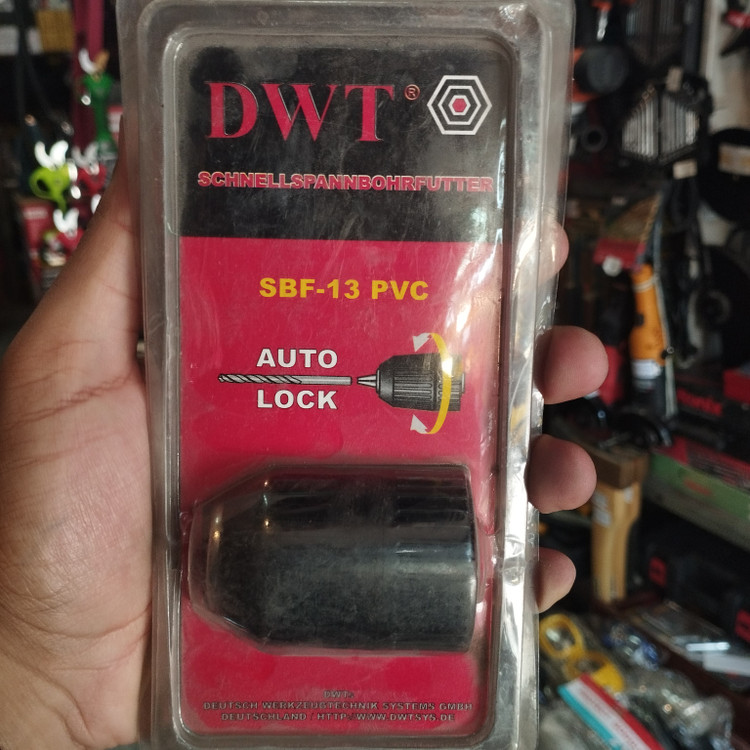 DWT®
SCHNELLSPANNBOHRFUTTER
SBF-13 PVC
AUTO
LOCK
DWT®
DEUTSCH WERKZEUGTECHNIK SYSTEMS GMBH
DEUTSCHLAND / HTTP:/WWW.DWTSYS.DE